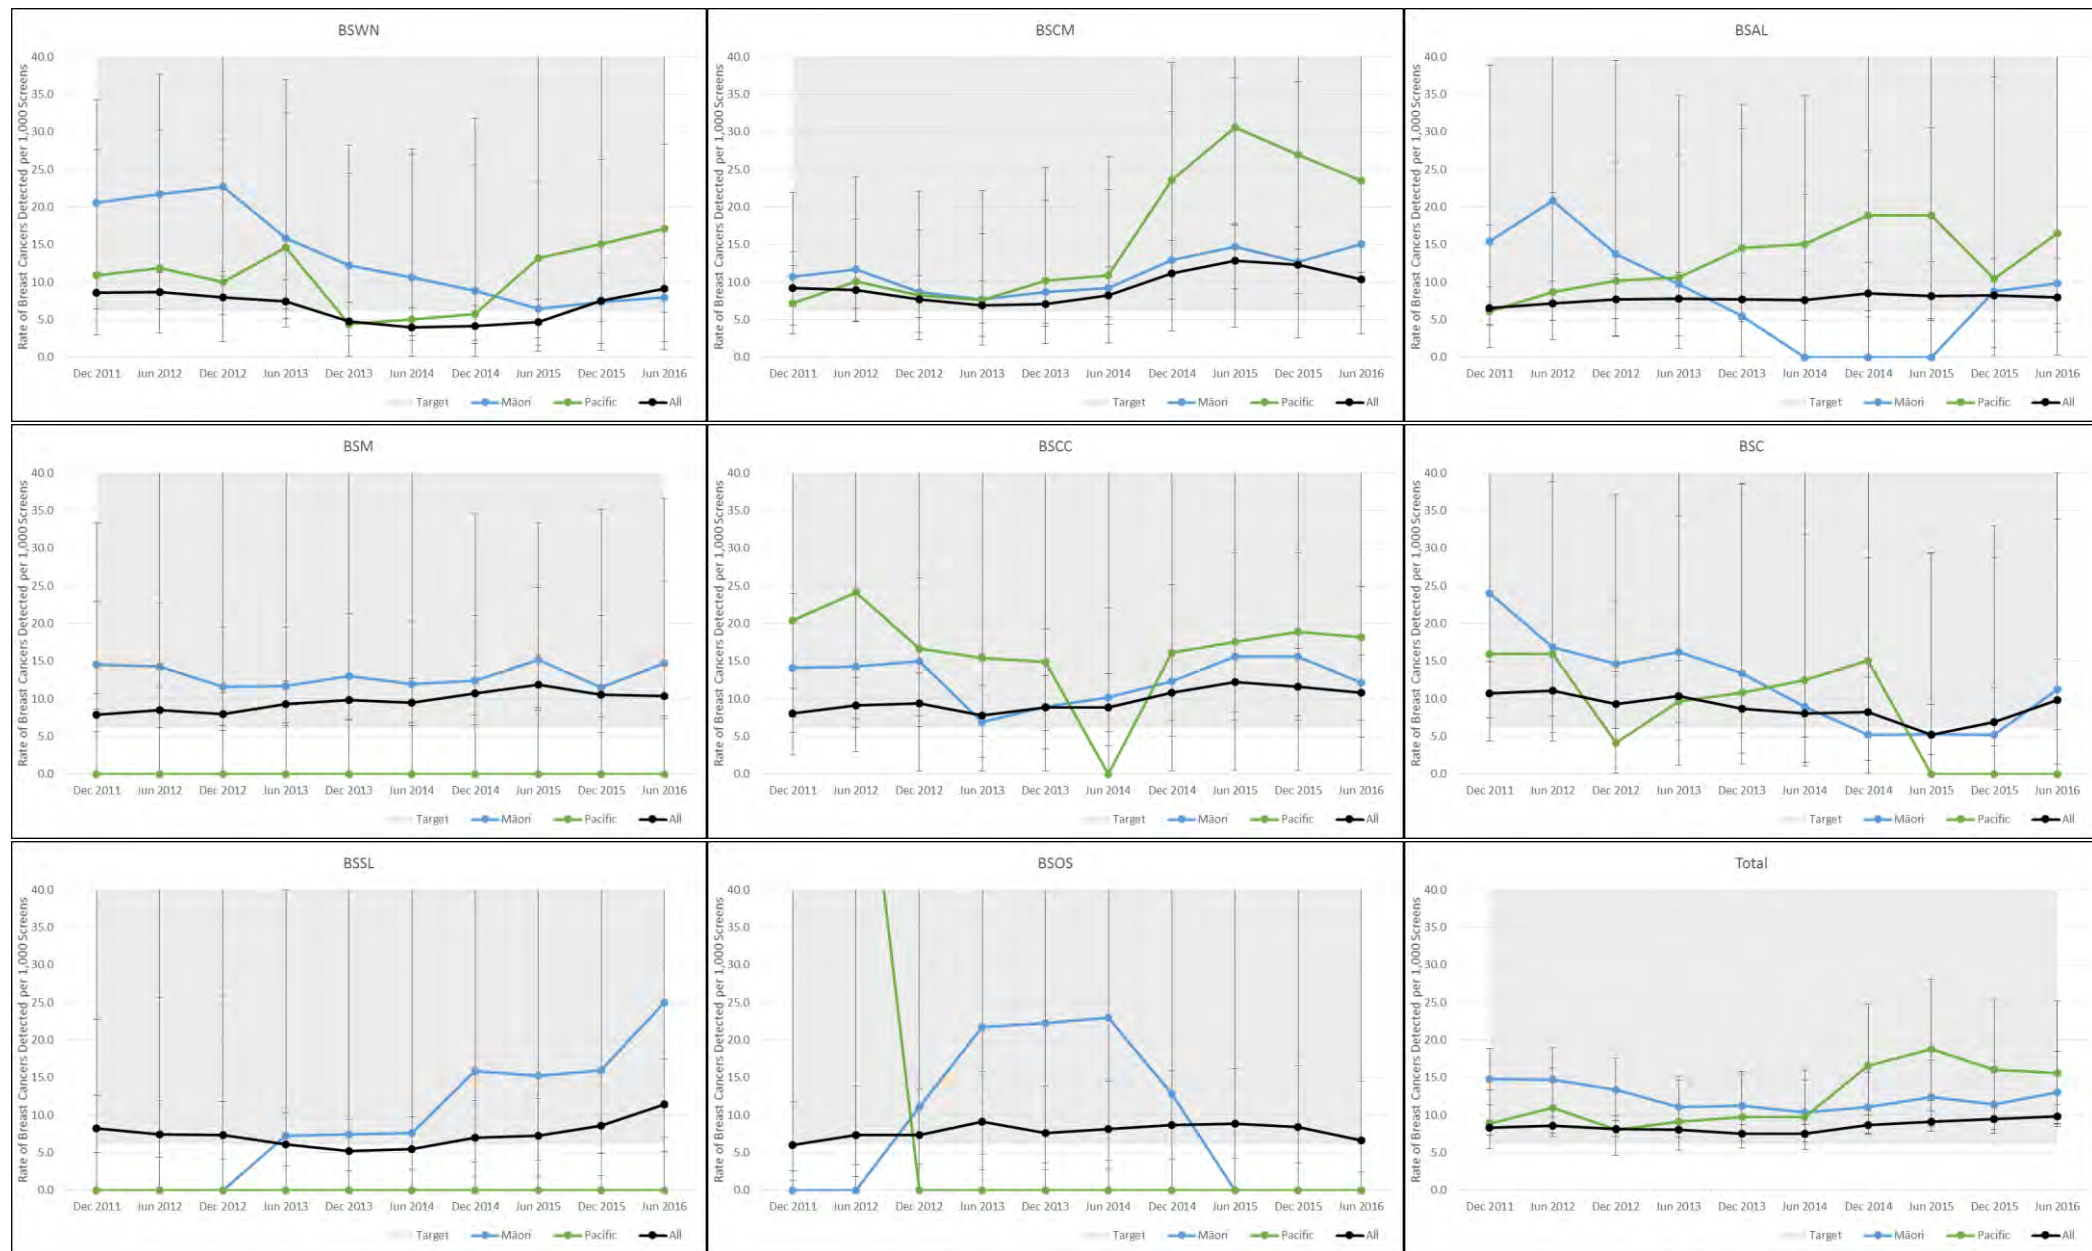 BSWN
Rate of Breast Cancers Detected per 1,000 Screens
40.0
35.0
30.0
25.0
20.0
15.0
10.0
5.0
0.0
Dec 2011 Jun 2012 Dec 2012 Jun 2013 Dec 2013 Jun 2014 Dec 2014 Jun 2015 Dec 2015 Jun 2016
Target Māori Pacific All
BSCM
Rate of Breast Cancers Detected per 1,000 Screens
40.0
35.0
30.0
25.0
20.0
15.0
10.0
5.0
0.0
Dec 2011 Jun 2012 Dec 2012 Jun 2013 Dec 2013 Jun 2014 Dec 2014 Jun 2015 Dec 2015 Jun 2016
Target Māori Pacific All
BSAL
Rate of Breast Cancers Detected per 1,000 Screens
40.0
35.0
30.0
25.0
20.0
15.0
10.0
5.0
0.0
Dec 2011 Jun 2012 Dec 2012 Jun 2013 Dec 2013 Jun 2014 Dec 2014 Jun 2015 Dec 2015 Jun 2016
Target Māori Pacific All
BSM
Rate of Breast Cancers Detected per 1,000 Screens
40.0
35.0
30.0
25.0
20.0
15.0
10.0
5.0
0.0
Dec 2011 Jun 2012 Dec 2012 Jun 2013 Dec 2013 Jun 2014 Dec 2014 Jun 2015 Dec 2015 Jun 2016
Target Māori Pacific All
BSCC
Rate of Breast Cancers Detected per 1,000 Screens
40.0
35.0
30.0
25.0
20.0
15.0
10.0
5.0
0.0
Dec 2011 Jun 2012 Dec 2012 Jun 2013 Dec 2013 Jun 2014 Dec 2014 Jun 2015 Dec 2015 Jun 2016
Target Māori Pacific All
BSC
Rate of Breast Cancers Detected per 1,000 Screens
40.0
35.0
30.0
25.0
20.0
15.0
10.0
5.0
0.0
Dec 2011 Jun 2012 Dec 2012 Jun 2013 Dec 2013 Jun 2014 Dec 2014 Jun 2015 Dec 2015 Jun 2016
Target Māori Pacific All
BSSL
Rate of Breast Cancers Detected per 1,000 Screens
40.0
35.0
30.0
25.0
20.0
15.0
10.0
5.0
0.0
Dec 2011 Jun 2012 Dec 2012 Jun 2013 Dec 2013 Jun 2014 Dec 2014 Jun 2015 Dec 2015 Jun 2016
Target Māori Pacific All
BSOS
Rate of Breast Cancers Detected per 1,000 Screens
40.0
35.0
30.0
25.0
20.0
15.0
10.0
5.0
0.0
Dec 2011 Jun 2012 Dec 2012 Jun 2013 Dec 2013 Jun 2014 Dec 2014 Jun 2015 Dec 2015 Jun 2016
Target Māori Pacific All
Total
Rate of Breast Cancers Detected per 1,000 Screens
40.0
35.0
30.0
25.0
20.0
15.0
10.0
5.0
0.0
Dec 2011 Jun 2012 Dec 2012 Jun 2013 Dec 2013 Jun 2014 Dec 2014 Jun 2015 Dec 2015 Jun 2016
Target Māori Pacific All